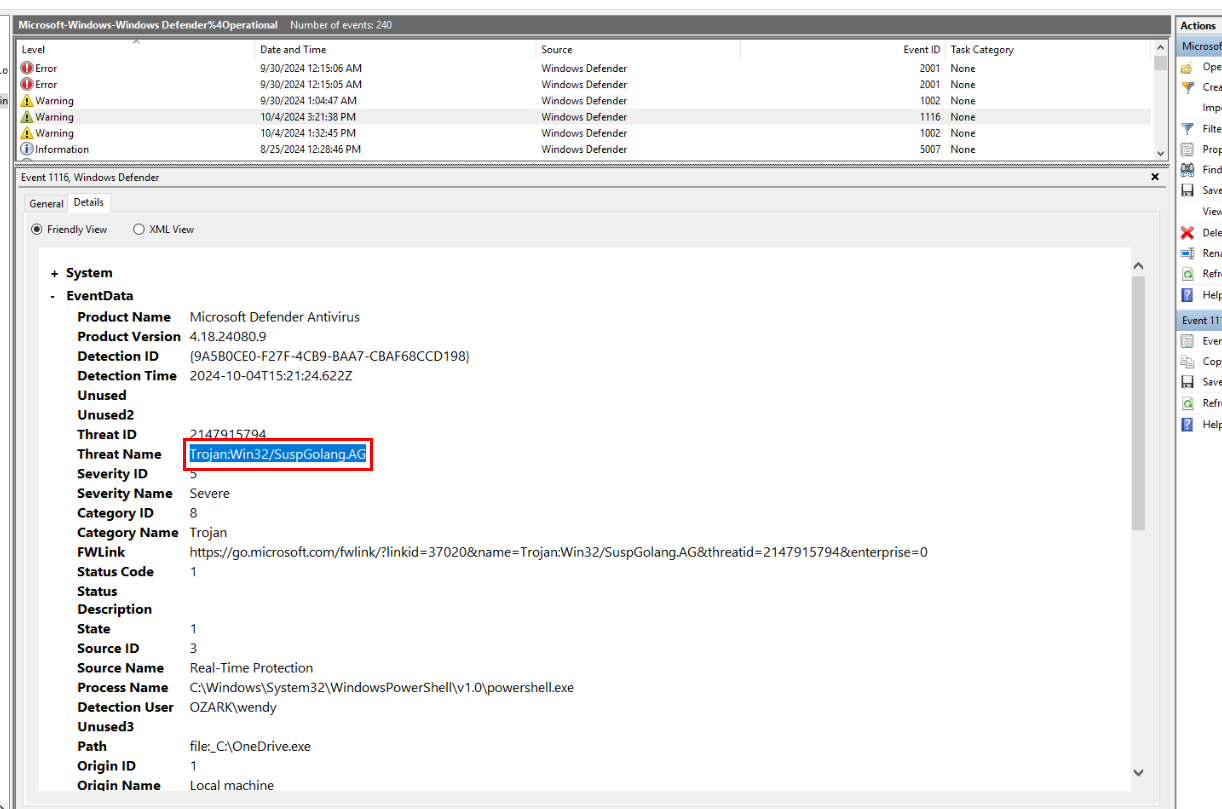 Microsoft-Windows-Windows Defender%4Operational Number of events: 240
Level Date and Time Source Event ID Task Category
Error 9/30/2024 12:15:06 AM Windows Defender 2001 None
Error 9/30/2024 12:15:05 AM Windows Defender 2001 None
Warning 9/30/2024 1:04:47 AM Windows Defender 1002 None
Warning 10/4/2024 3:21:38 PM Windows Defender 1116 None
Warning 10/4/2024 1:32:45 PM Windows Defender 1002 None
Information 8/25/2024 12:28:46 PM Windows Defender 5007 None
Event 1116, Windows Defender
General Details
Friendly View XML View
+ System
- EventData
Product Name Microsoft Defender Antivirus
Product Version 4.18.24080.9
Detection ID {9A5B0CE0-F27F-4CB9-BAA7-CBAF68CCD198}
Detection Time 2024-10-04T15:21:24.622Z
Unused
Unused2
Threat ID 2147915794
Threat Name Trojan:Win32/SuspGolang.AG
Severity ID 5
Severity Name Severe
Category ID 8
Category Name Trojan
FWLink https://go.microsoft.com/fwlink/?linkid=37020&name=Trojan:Win32/SuspGolang.AG&threatid=2147915794&enterprise=0
Status Code 1
Status
Description
State 1
Source ID 3
Source Name Real-Time Protection
Process Name C:\Windows\System32\WindowsPowerShell\v1.0\powershell.exe
Detection User OZARK\wendy
Unused3
Path file:_C:\OneDrive.exe
Origin ID 1
Origin Name Local machine
Actions
Microsof
Ope
Crea
Imp
Filte
Prop
Find
Save
View
Dele
Rena
Refr
Help
Event 111
Even
Copy
Save
Refr
Help